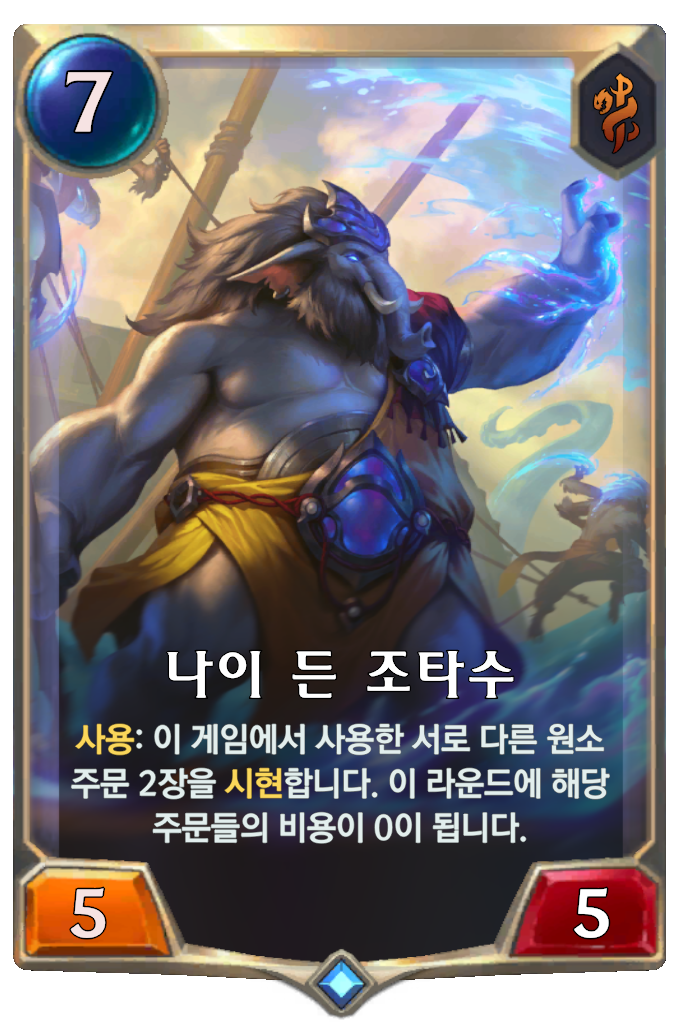 7
나이 든 조타수
사용: 이 게임에서 사용한 서로 다른 원소
주문 2장을 시현합니다. 이 라운드에 해당
주문들의 비용이 0이 됩니다.
5
5